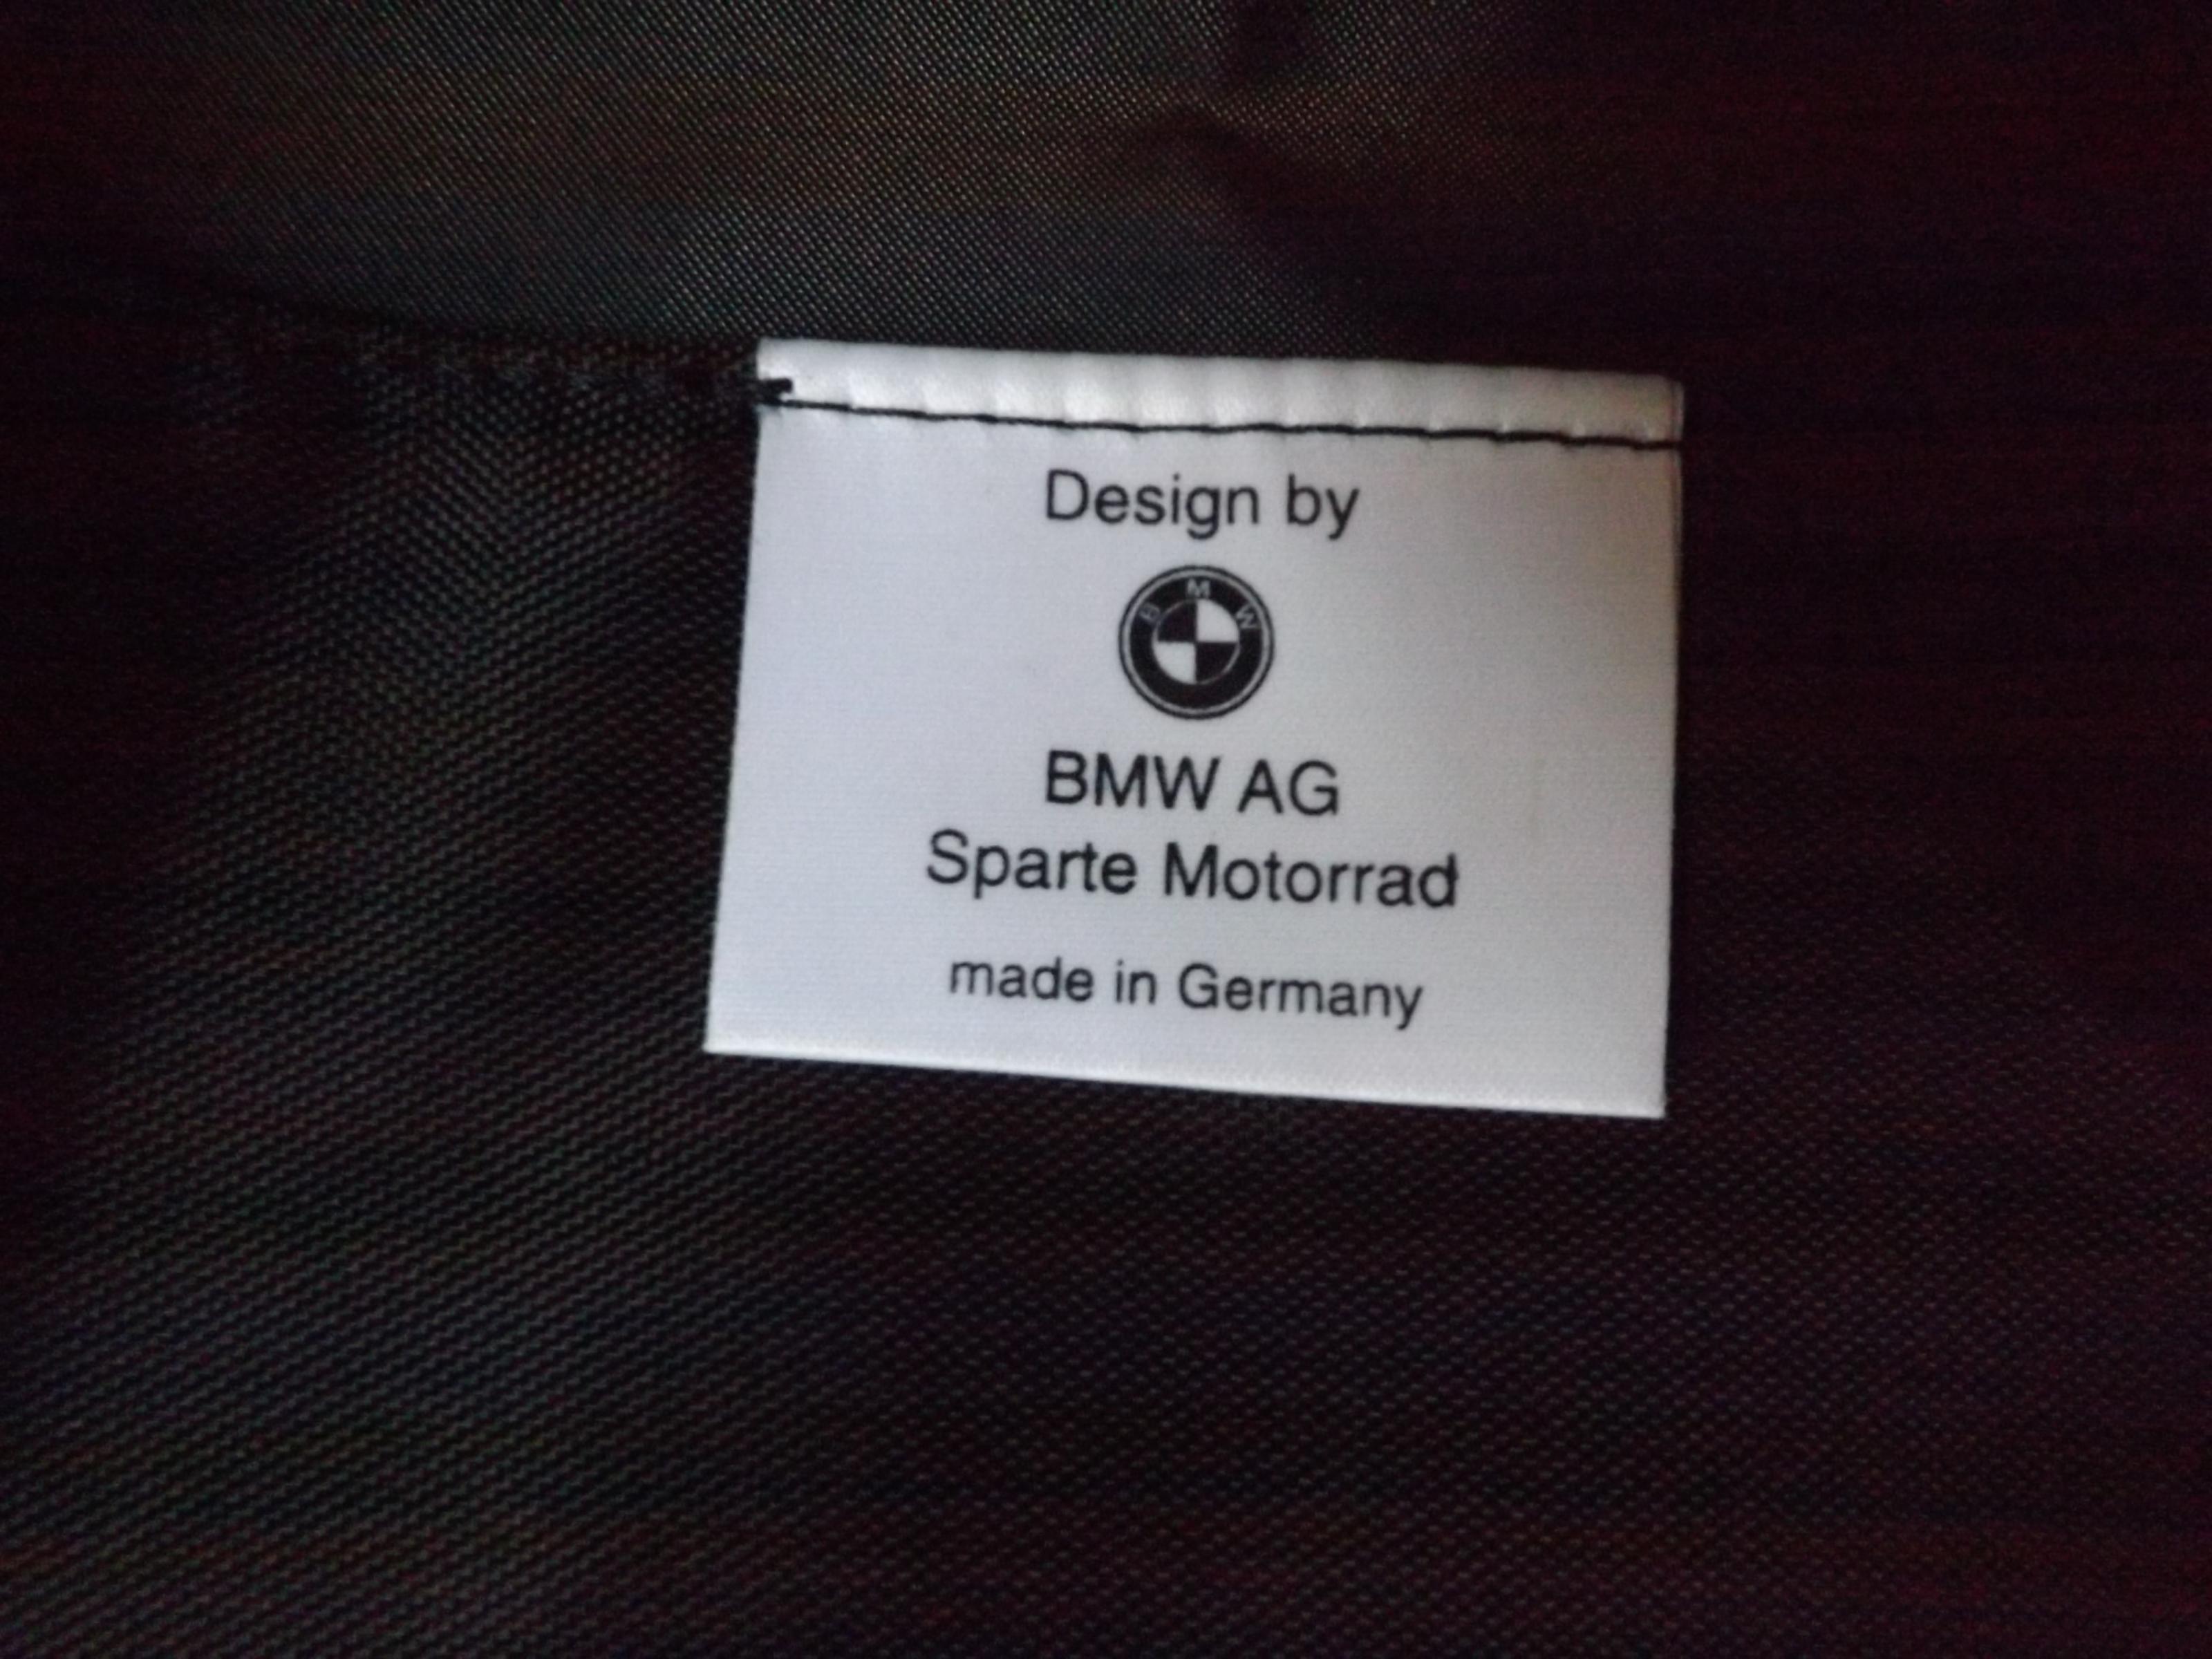 Design by
BMW
BMW AG
Sparte Motorrad
made in Germany